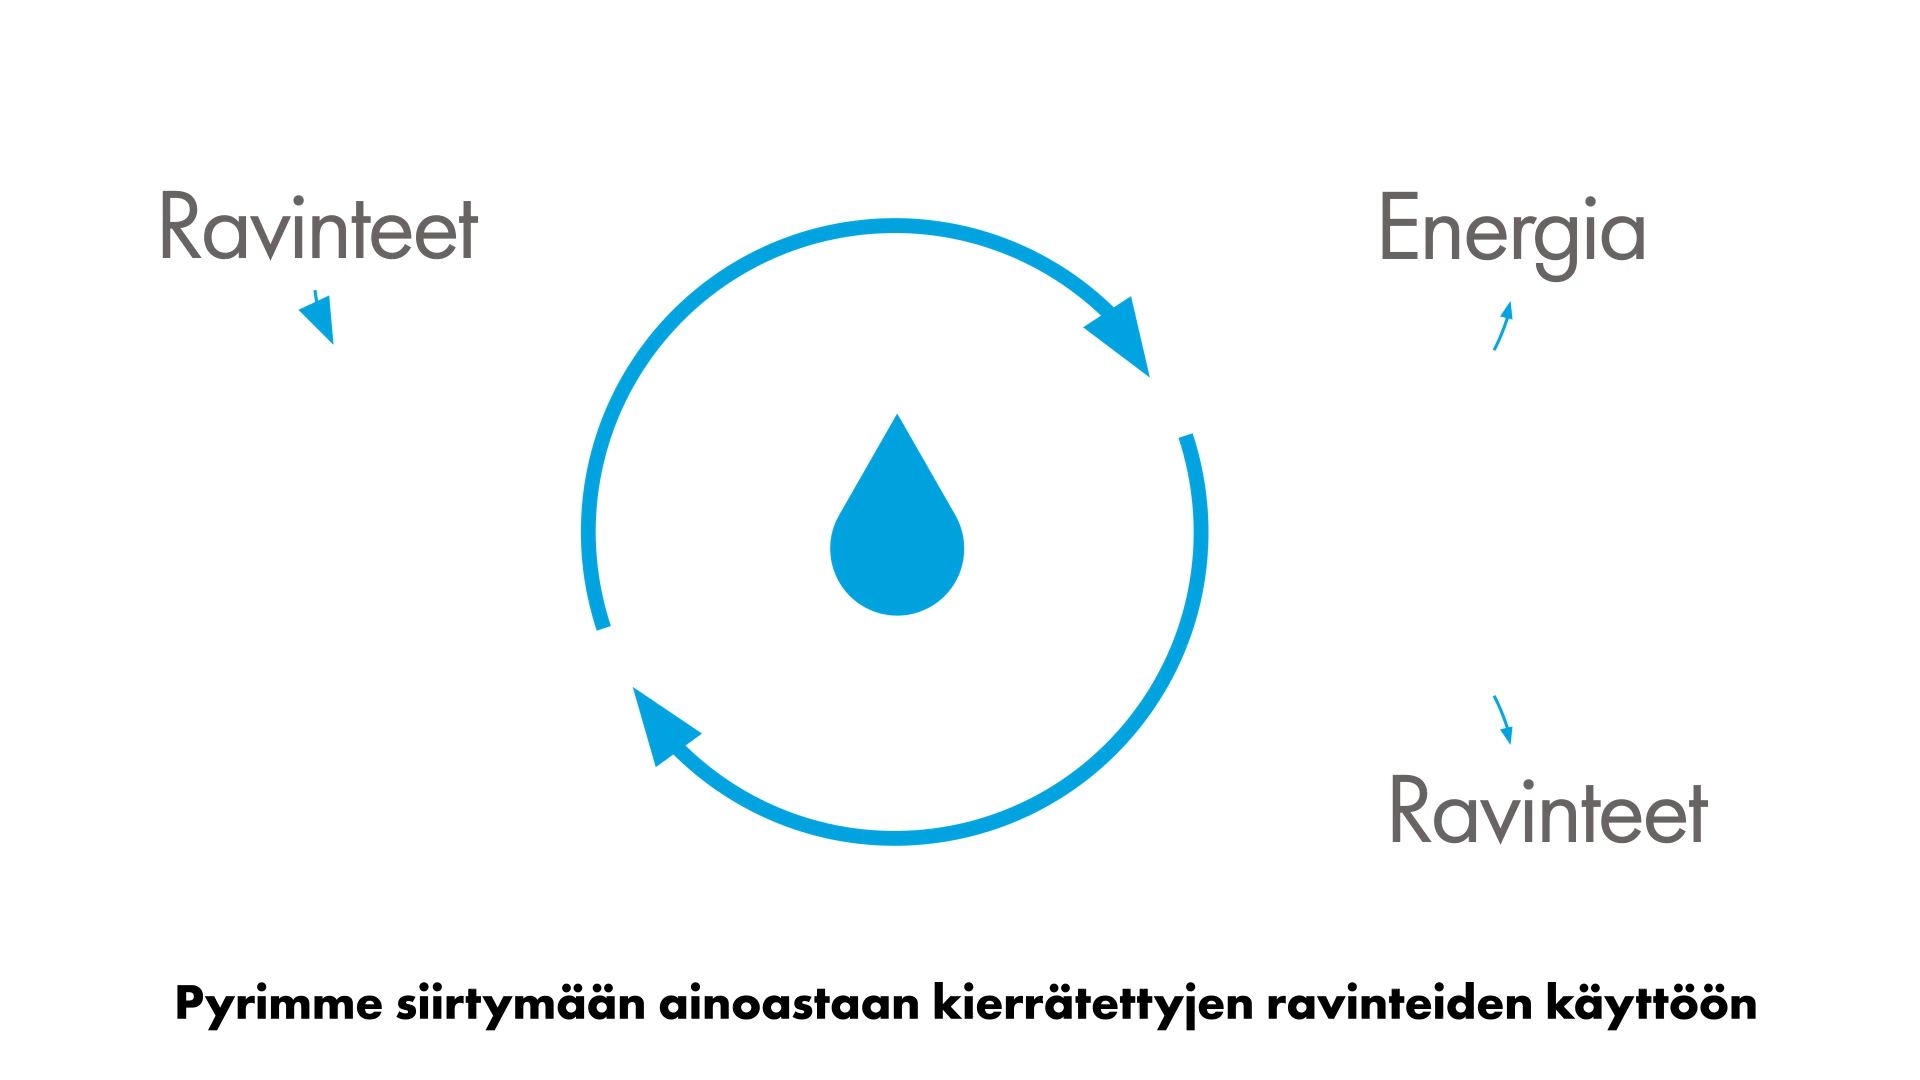 Ravinteet
Energia
Ravinteet
Pyrimme siirtymään ainoastaan kierrätettyjen ravinteiden käyttöön